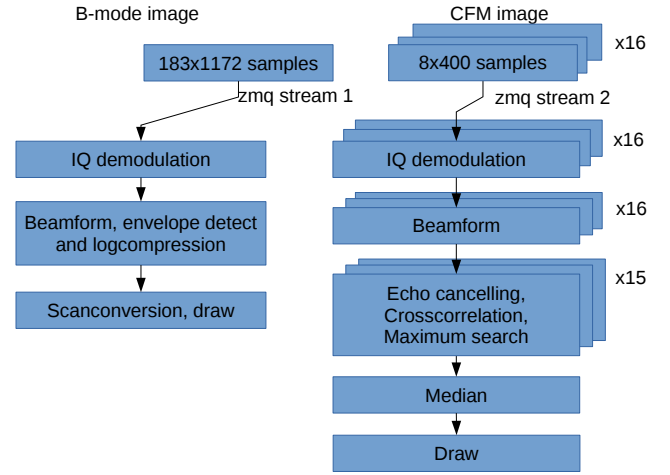 B-mode image
183x1172 samples
zmq stream 1
IQ demodulation
Beamform, envelope detect
and logcompression
Scanconversion, draw
CFM image
x16
8x400 samples
zmq stream 2
x16
IQ demodulation
x16
Beamform
x15
Echo cancelling,
Crosscorrelation,
Maximum search
Median
Draw